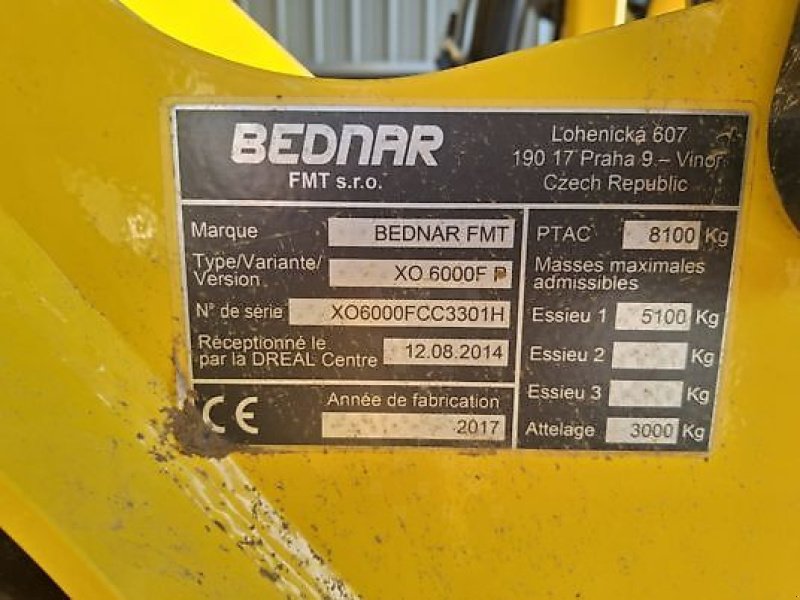 BEDNAR
FMT s.r.o.
Lohenická 607
190 17 Praha 9 – Vinoř
Czech Republic
Marque BEDNAR FMT
Type/Variante/
Version XO 6000F P
N° de série XO6000FCC3301H
Réceptionné le
par la DREAL Centre 12.08.2014
CE
Année de fabrication
2017
PTAC 8100 Kg
Masses maximales
admissibles
Essieu 1 5100 Kg
Essieu 2 Kg
Essieu 3 Kg
Attelage 3000 Kg